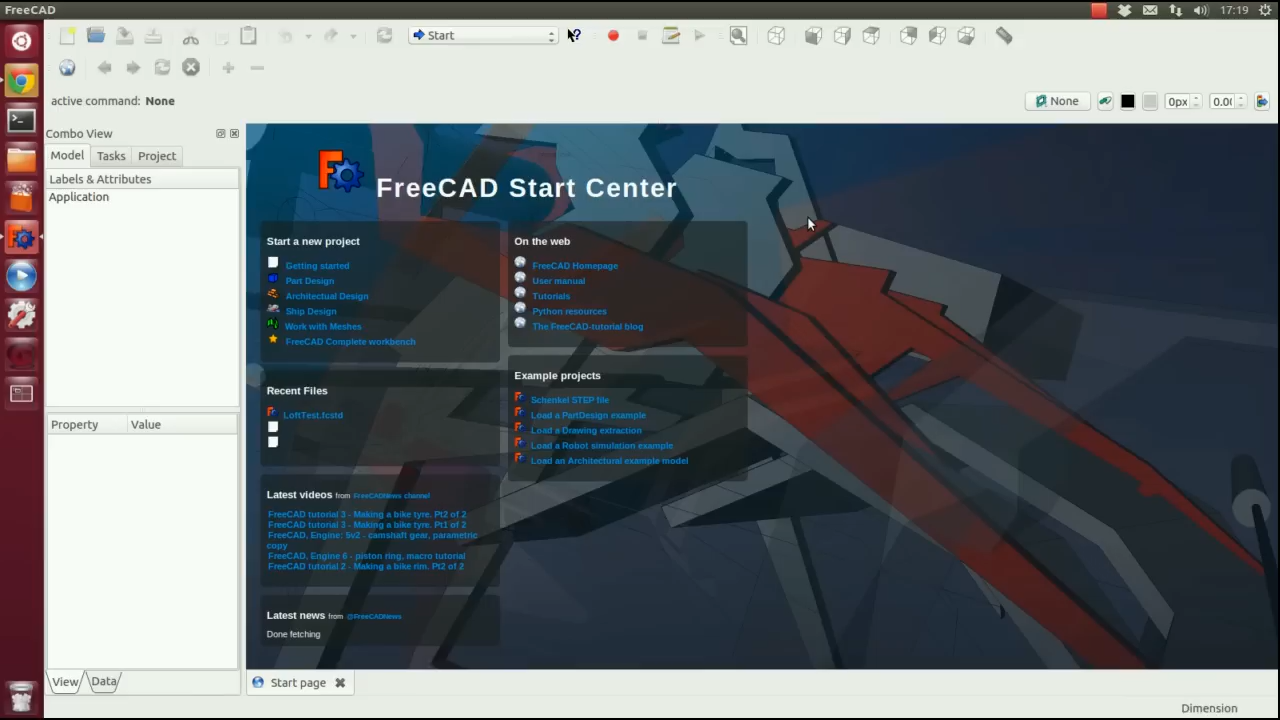 FreeCAD
17:19
Start
active command: None
None
0px
0.0(
Combo View
Model
Tasks
Project
Labels & Attributes
Application
Property
Value
View
Data
FreeCAD Start Center
Start a new project
Getting started
Part Design
Architectual Design
Ship Design
Work with Meshes
FreeCAD Complete workbench
Recent Files
LoftTest.fcstd
Latest videos from FreeCADNews channel
FreeCAD tutorial 3 - Making a bike tyre. Pt2 of 2
FreeCAD tutorial 3 - Making a bike tyre. Pt1 of 2
FreeCAD, Engine: 5v2 - camshaft gear, parametric
copy
FreeCAD, Engine 6 - piston ring, macro tutorial
FreeCAD tutorial 2 - Making a bike rim. Pt2 of 2
Latest news from @FreeCADNews
Done fetching
On the web
FreeCAD Homepage
User manual
Tutorials
Python resources
The FreeCAD-tutorial blog
Example projects
Schenkel STEP file
Load a PartDesign example
Load a Drawing extraction
Load a Robot simulation example
Load an Architectural example model
Start page
Dimension